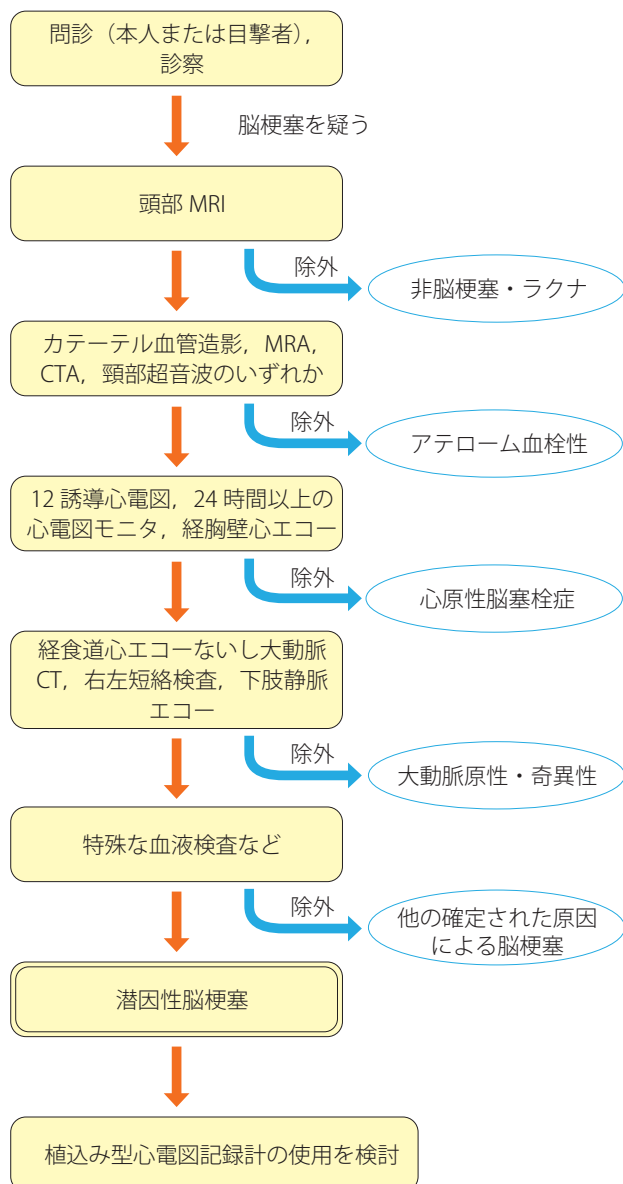 問診（本人または目撃者），
診察
脳梗塞を疑う
頭部 MRI
除外
非脳梗塞・ラクナ
カテーテル血管造影，MRA，
CTA，頸部超音波のいずれか
除外
アテローム血栓性
12 誘導心電図，24 時間以上の
心電図モニタ，経胸壁心エコー
除外
心原性脳塞栓症
経食道心エコーないし大動脈
CT，右左短絡検査，下肢静脈
エコー
除外
大動脈原性・奇異性
特殊な血液検査など
除外
他の確定された原因
による脳梗塞
潜因性脳梗塞
植込み型心電図記録計の使用を検討